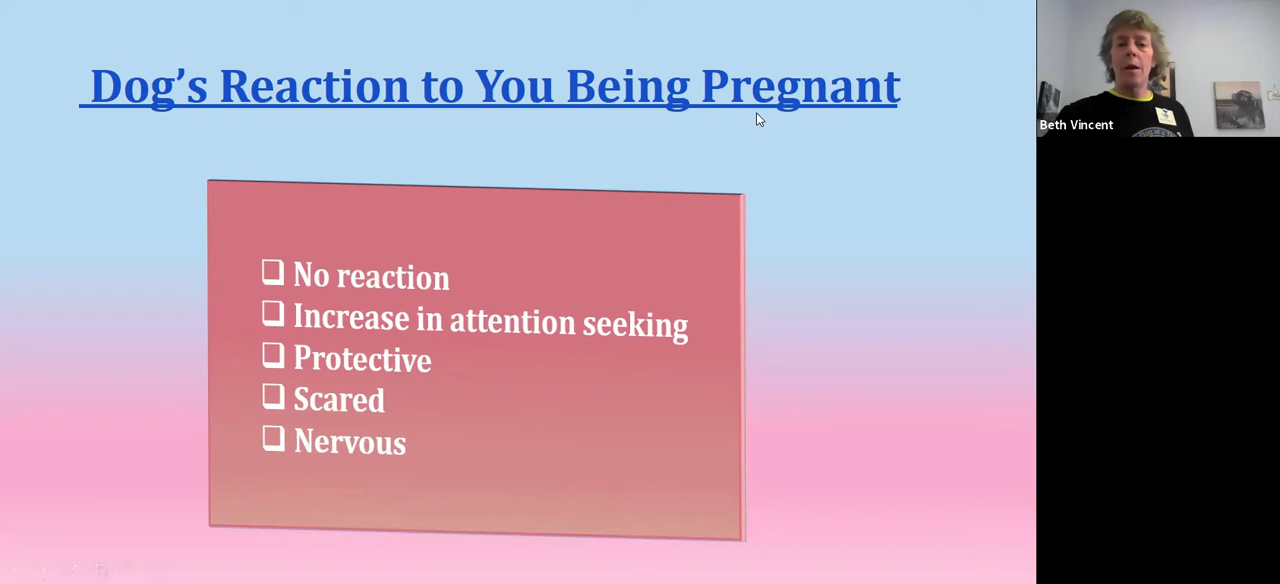 Dog’s Reaction to You Being Pregnant
No reaction
Increase in attention seeking
Protective
Scared
Nervous
Beth Vincent